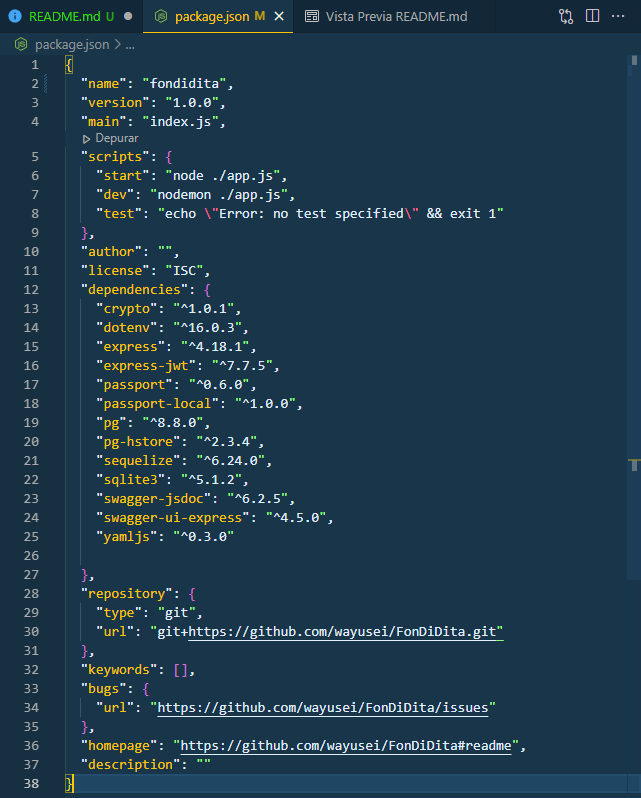 README.md U
package.json M
Vista Previa README.md
package.json > ...
1 {
2 "name": "fondidita",
3 "version": "1.0.0",
4 "main": "index.js",
Depurar
5 "scripts": {
6 "start": "node ./app.js",
7 "dev": "nodemon ./app.js",
8 "test": "echo \"Error: no test specified\" && exit 1"
9 },
10 "author": "",
11 "license": "ISC",
12 "dependencies": {
13 "crypto": "^1.0.1",
14 "dotenv": "^16.0.3",
15 "express": "^4.18.1",
16 "express-jwt": "^7.7.5",
17 "passport": "^0.6.0",
18 "passport-local": "^1.0.0",
19 "pg": "^8.8.0",
20 "pg-hstore": "^2.3.4",
21 "sequelize": "^6.24.0",
22 "sqlite3": "^5.1.2",
23 "swagger-jsdoc": "^6.2.5",
24 "swagger-ui-express": "^4.5.0",
25 "yamljs": "^0.3.0"
26
27 },
28 "repository": {
29 "type": "git",
30 "url": "git+https://github.com/wayusei/FonDiDita.git"
31 },
32 "keywords": [],
33 "bugs": {
34 "url": "https://github.com/wayusei/FonDiDita/issues"
35 },
36 "homepage": "https://github.com/wayusei/FonDiDita#readme",
37 "description": ""
38 }